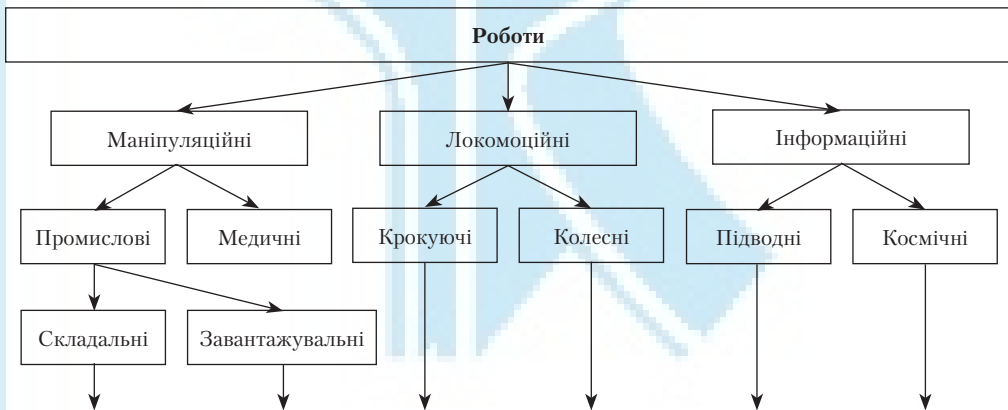 Роботи
Маніпуляційні
Локомоційні
Інформаційні
Промислові
Медичні
Крокуючі
Колесні
Підводні
Космічні
Складальні
Завантажувальні